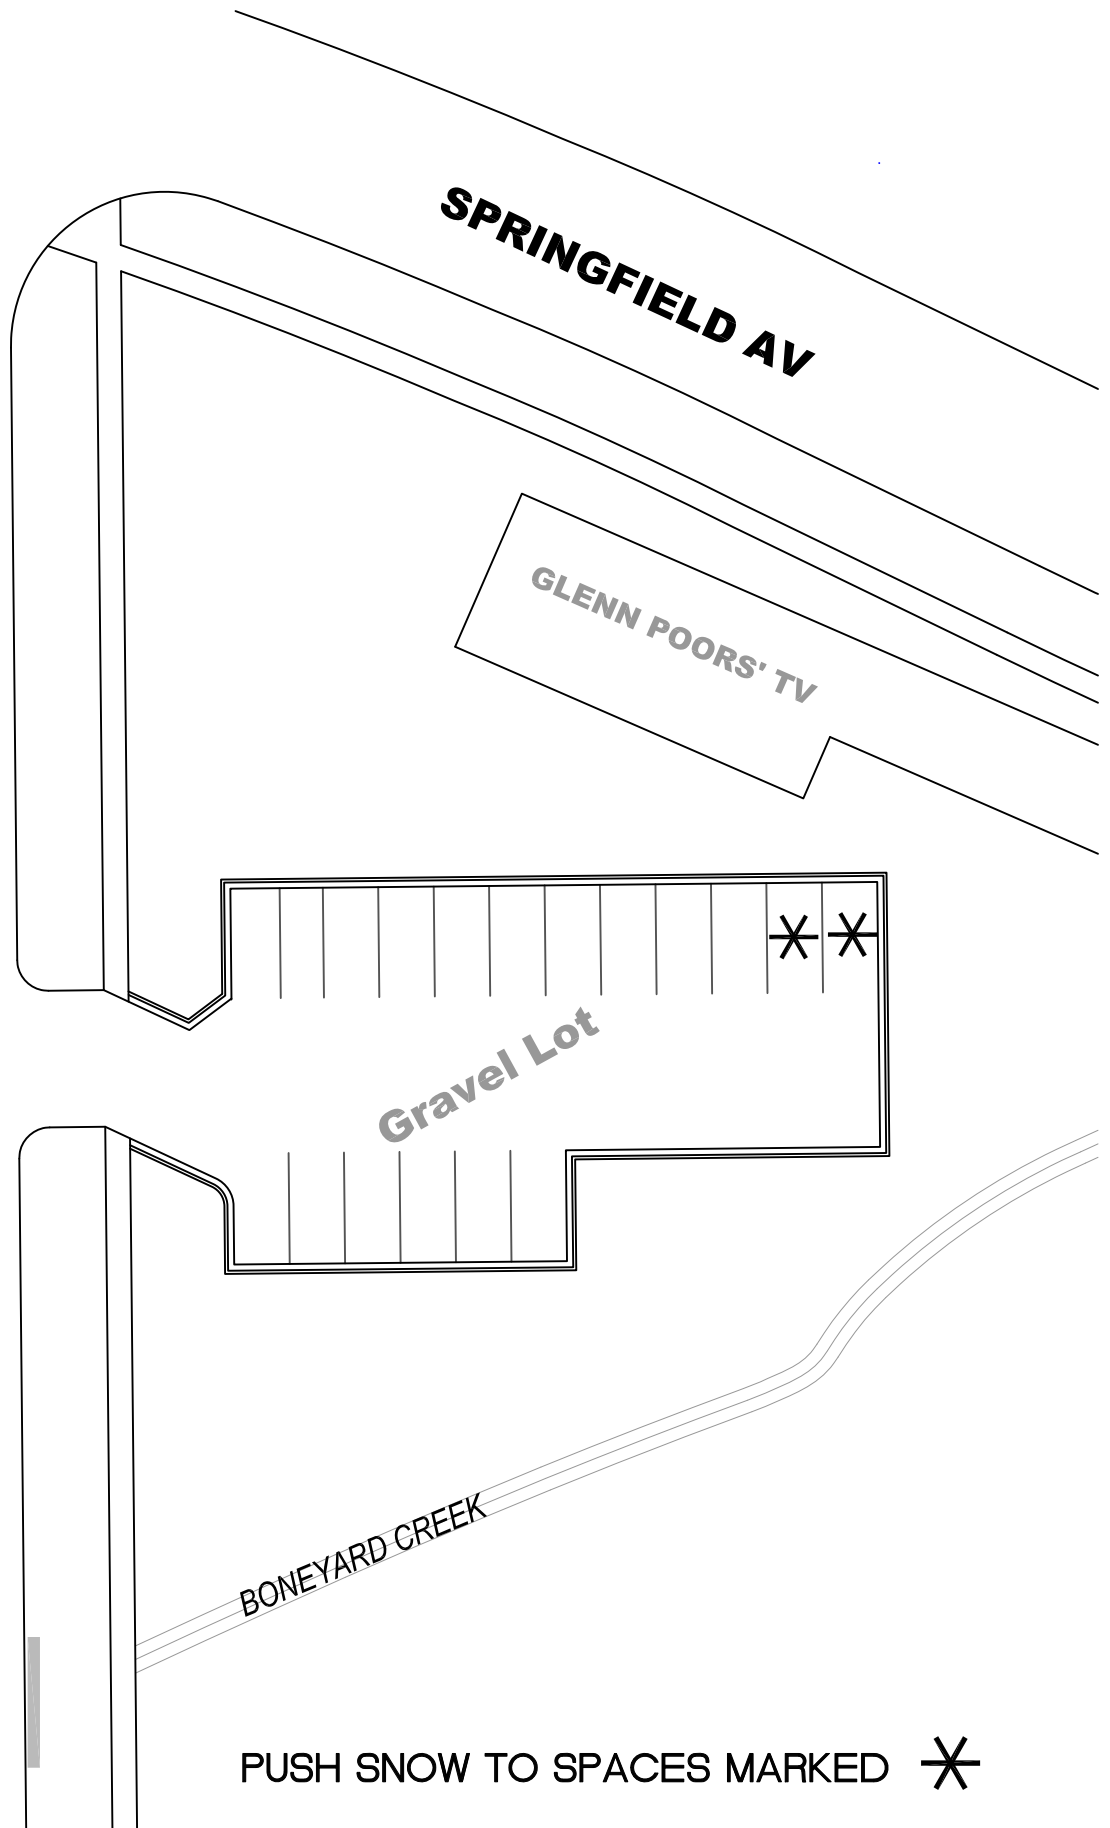 SPRINGFIELD AV
GLENN POORS' TV
Gravel Lot
BONEYARD CREEK
PUSH SNOW TO SPACES MARKED